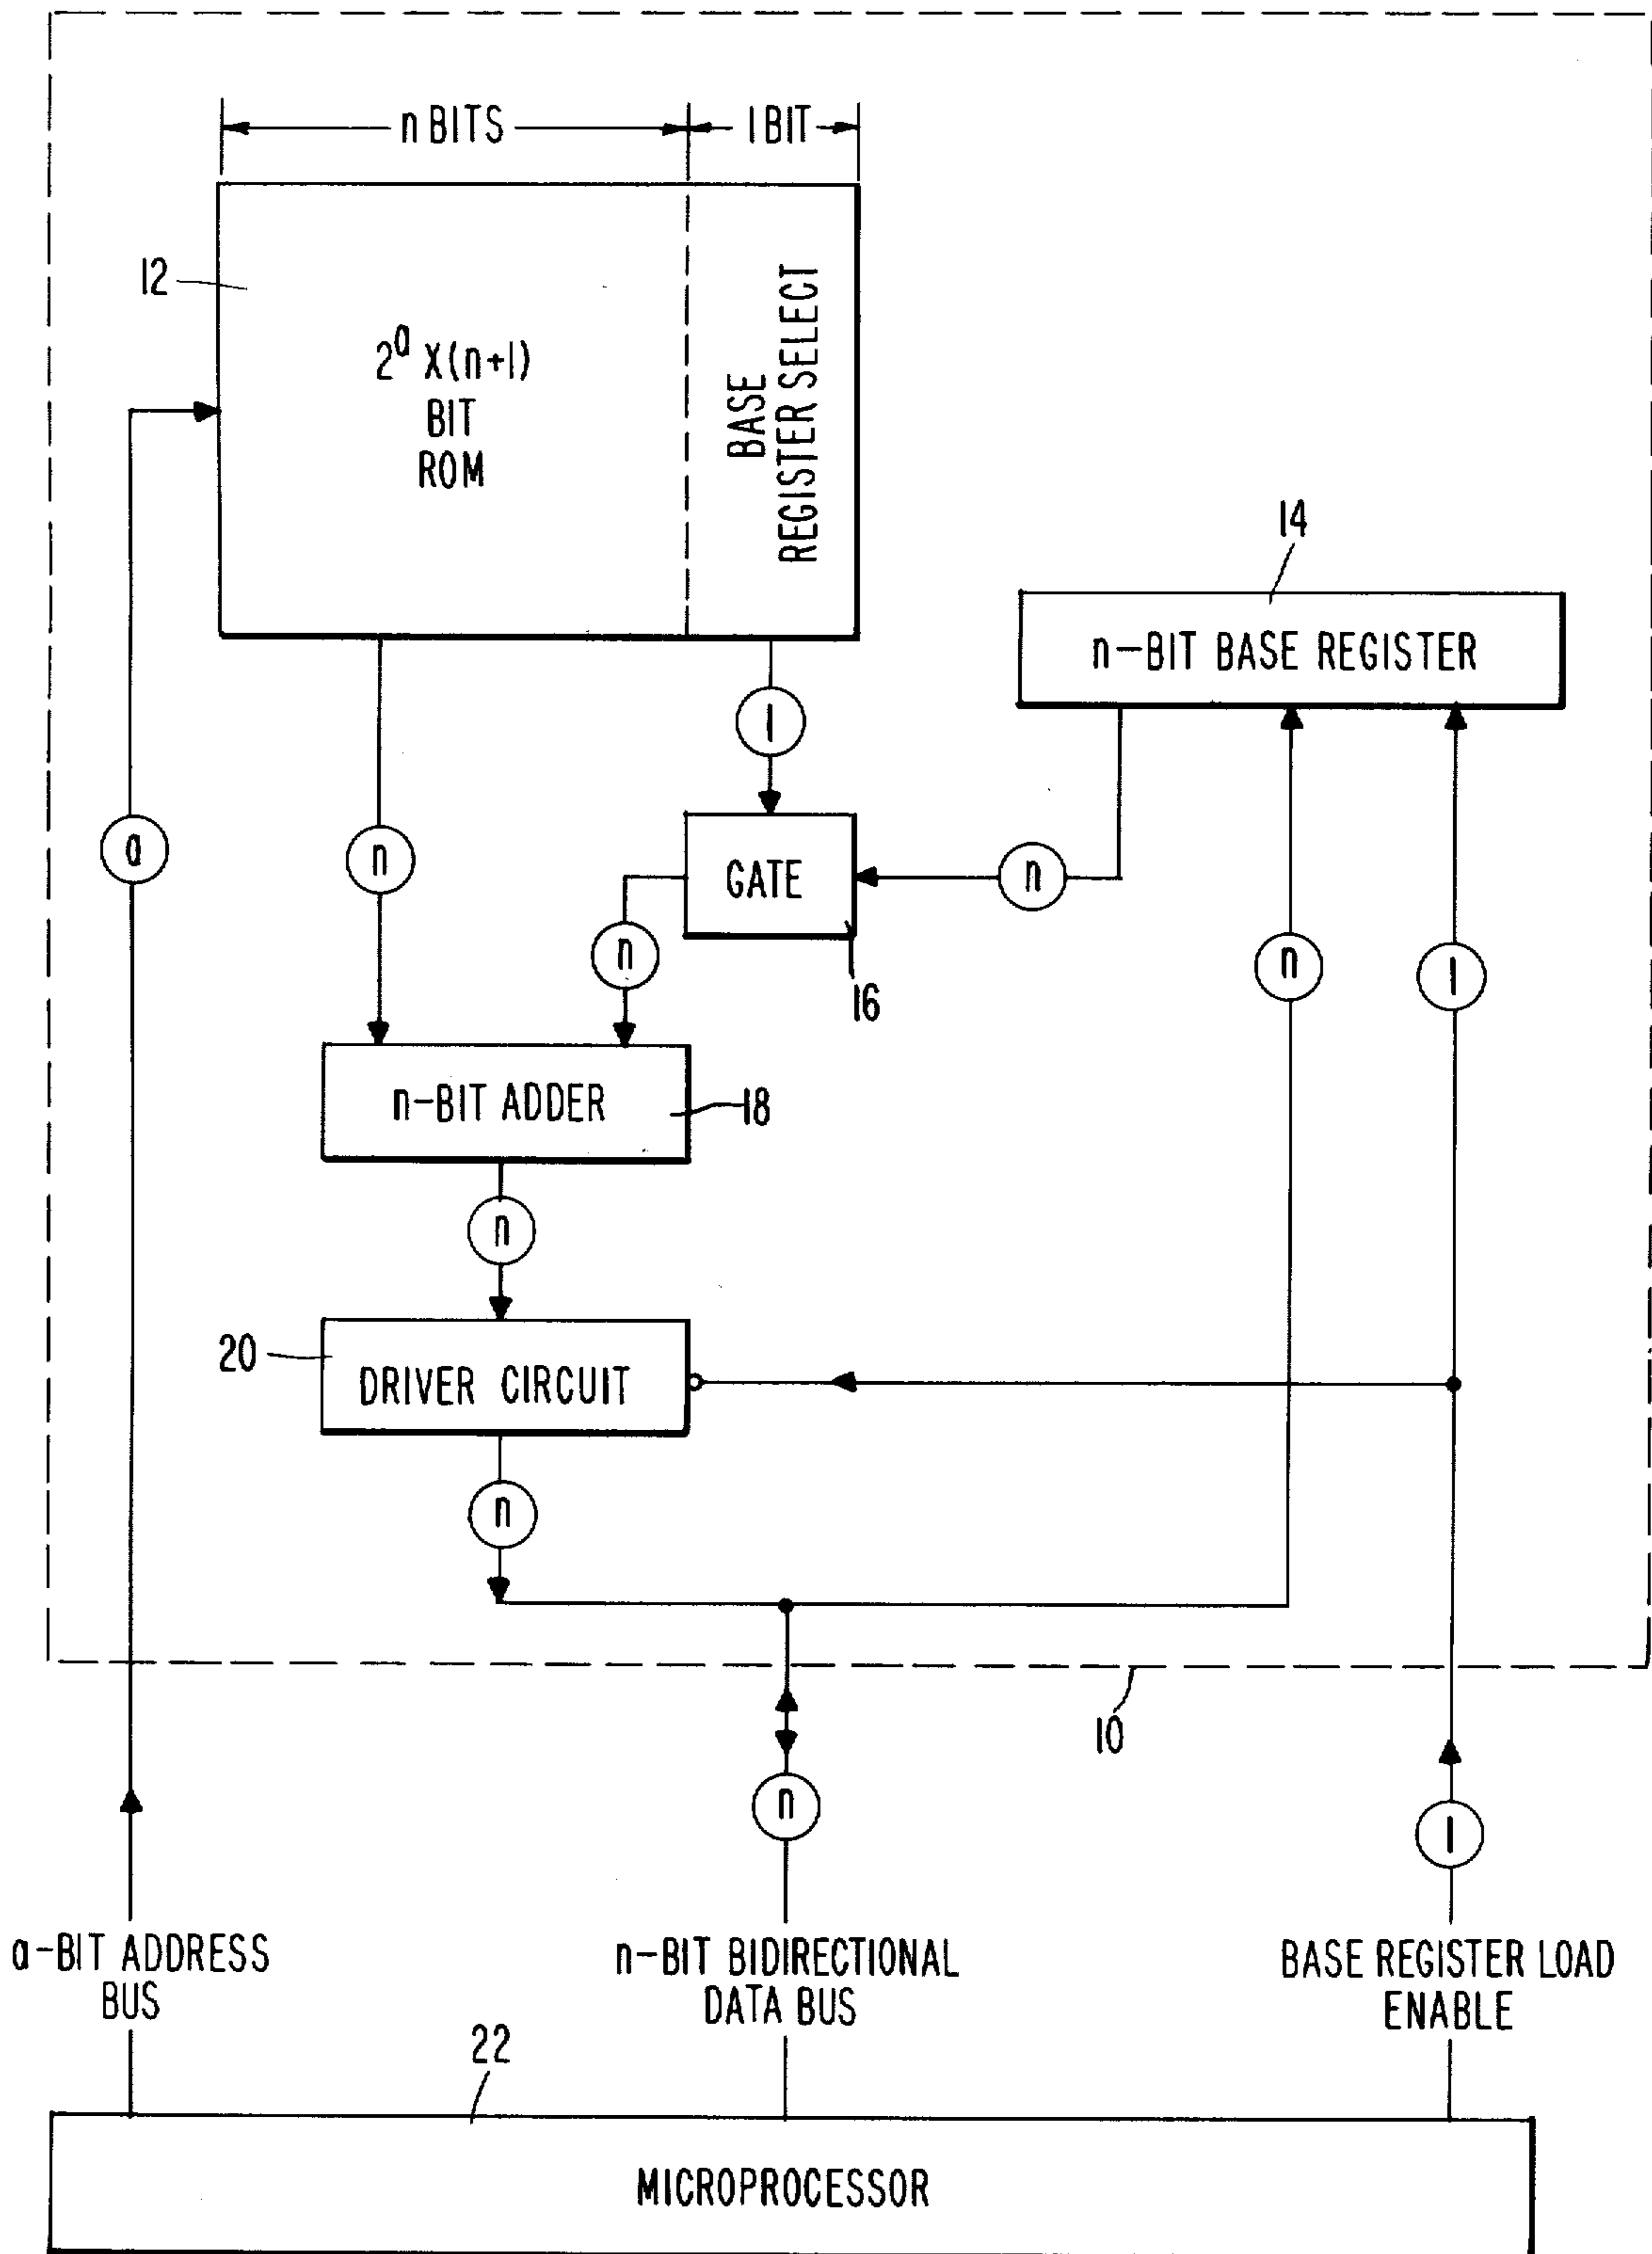 n BITS
1 BIT
12
2ᵃ X(n+1)
BIT
ROM
BASE
REGISTER SELECT
14
n-BIT BASE REGISTER
1
a
n
GATE
n
n
n
1
16
n-BIT ADDER
18
n
20
DRIVER CIRCUIT
n
10
n
1
a-BIT ADDRESS
BUS
n-BIT BIDIRECTIONAL
DATA BUS
BASE REGISTER LOAD
ENABLE
22
MICROPROCESSOR